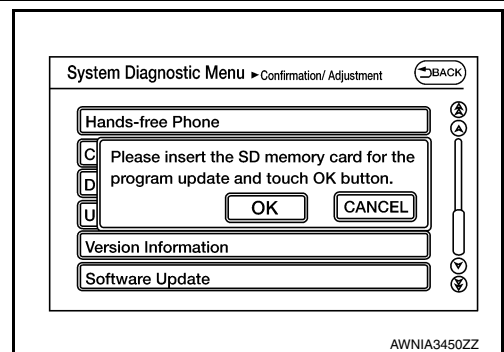 System Diagnostic Menu ►Confirmation/ Adjustment
BACK
Hands-free Phone
C
D
U
Please insert the SD memory card for the
program update and touch OK button.
OK
CANCEL
Version Information
Software Update
AWNIA3450ZZ